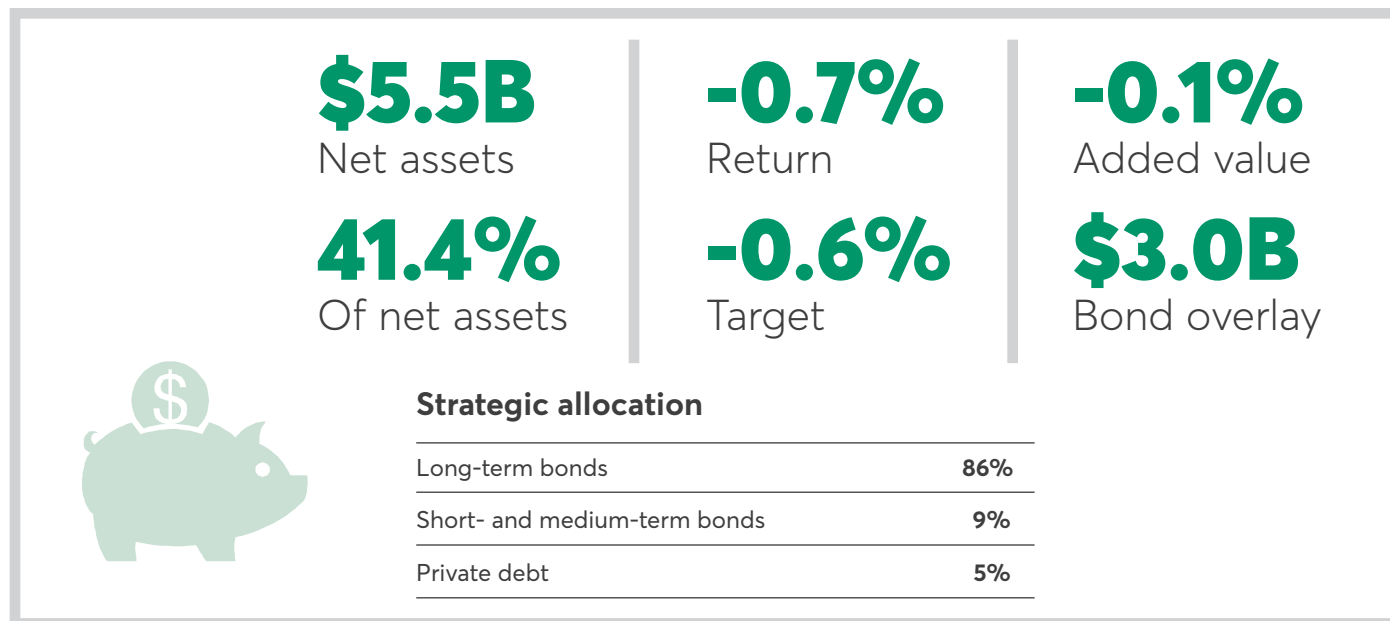 $5.5B
Net assets
41.4%
Of net assets
-0.7%
Return
-0.6%
Target
-0.1%
Added value
$3.0B
Bond overlay
$
Strategic allocation
Long-term bonds 86%
Short- and medium-term bonds 9%
Private debt 5%